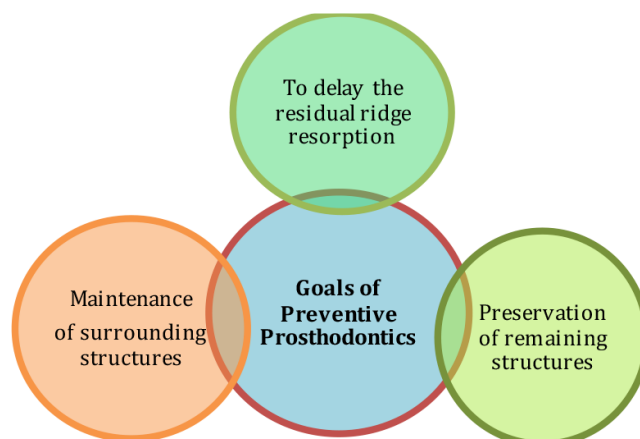 To delay the
residual ridge
resorption
Goals of
Preventive
Prosthodontics
Maintenance
of surrounding
structures
Preservation
of remaining
structures